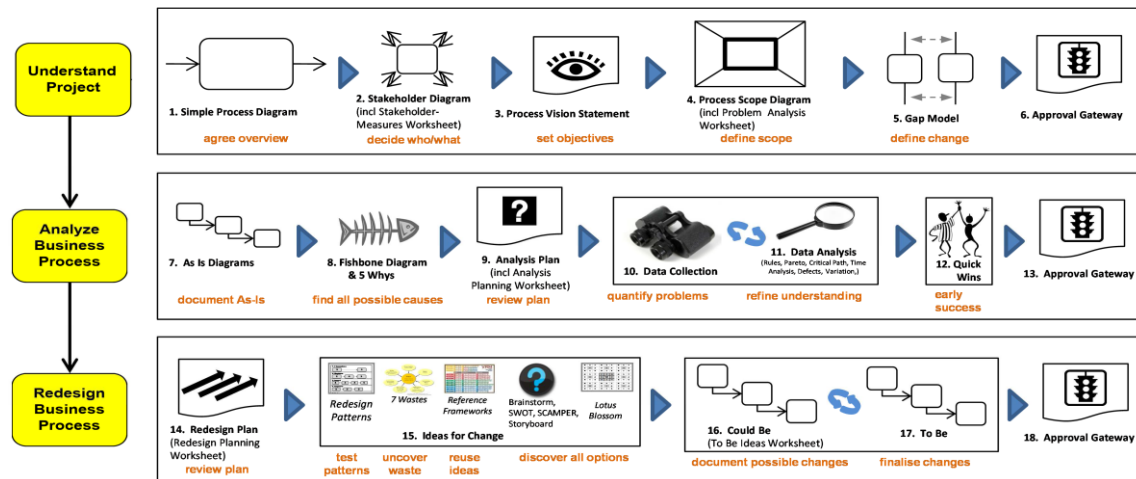 Understand
Project
1. Simple Process Diagram
agree overview
2. Stakeholder Diagram
(incl Stakeholder-
Measures Worksheet)
decide who/what
3. Process Vision Statement
set objectives
4. Process Scope Diagram
(incl Problem Analysis
Worksheet)
define scope
5. Gap Model
define change
6. Approval Gateway
Analyze
Business
Process
7. As Is Diagrams
document As-Is
8. Fishbone Diagram
& 5 Whys
find all possible causes
?
9. Analysis Plan
(incl Analysis
Planning Worksheet)
review plan
10. Data Collection
quantify problems
11. Data Analysis
(Rules, Pareto, Critical Path, Time
Analysis, Defects, Variation,)
refine understanding
12. Quick
Wins
early
success
13. Approval Gateway
Redesign
Business
Process
14. Redesign Plan
(Redesign Planning
Worksheet)
review plan
Redesign
Patterns
7 Wastes
Reference
Frameworks
?
Brainstorm,
SWOT, SCAMPER,
Storyboard
Lotus
Blossom
15. Ideas for Change
test
patterns
uncover
waste
reuse
ideas
discover all options
16. Could Be
(To Be Ideas Worksheet)
document possible changes
17. To Be
finalise changes
18. Approval Gateway